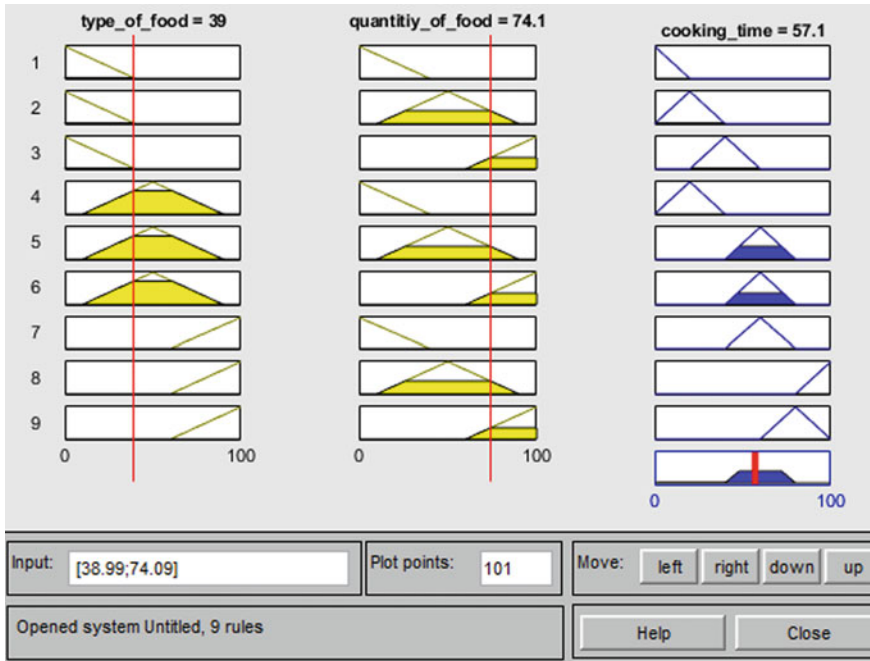 type_of_food = 39 quantitiy_of_food = 74.1 cooking_time = 57.1
1
2
3
4
5
6
7
8
9
0 100 0 100
0 100
Input: [38.99;74.09] Plot points: 101 Move: left right down up
Opened system Untitled, 9 rules Help Close